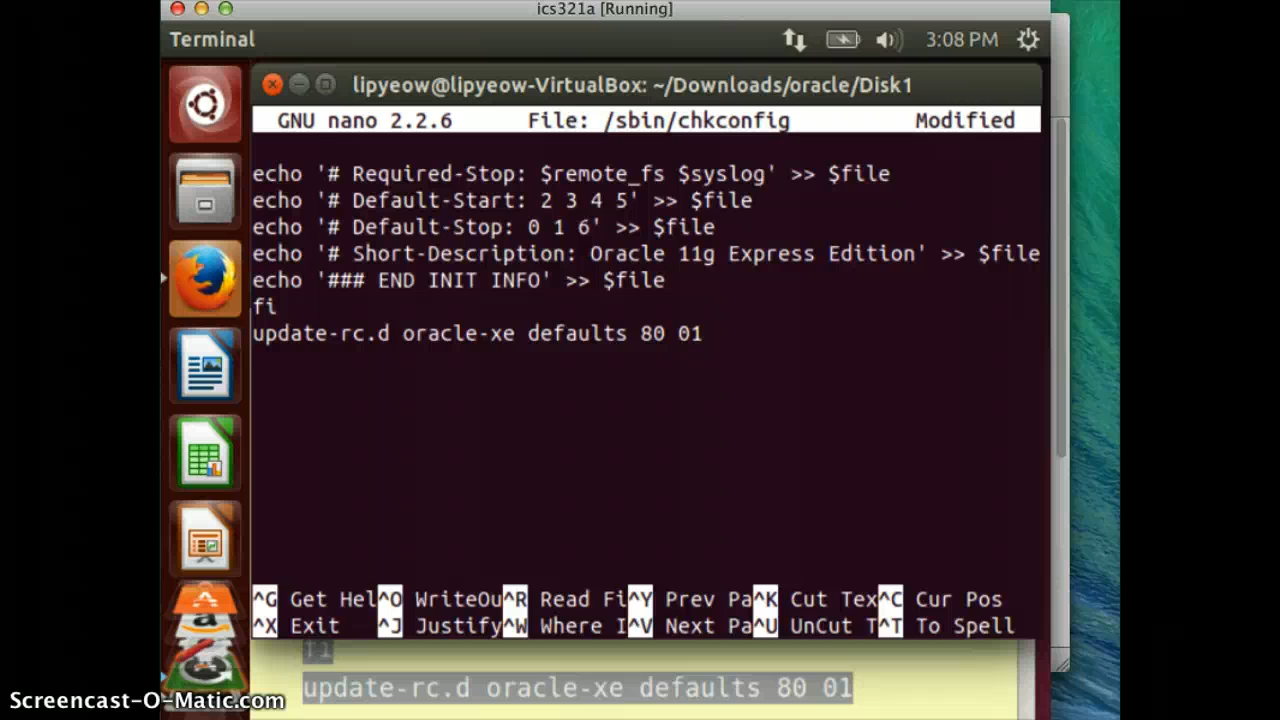 ics321a [Running]
Terminal
3:08 PM
lipyeow@lipyeow-VirtualBox: ~/Downloads/oracle/Disk1
GNU nano 2.2.6 File: /sbin/chkconfig Modified
echo '# Required-Stop: $remote_fs $syslog' >> $file
echo '# Default-Start: 2 3 4 5' >> $file
echo '# Default-Stop: 0 1 6' >> $file
echo '# Short-Description: Oracle 11g Express Edition' >> $file
echo '### END INIT INFO' >> $file
fi
update-rc.d oracle-xe defaults 80 01
^G Get Hel^O WriteOu^R Read Fi^Y Prev Pa^K Cut Tex^C Cur Pos
^X Exit ^J Justify^W Where I^V Next Pa^U UnCut T^T To Spell
fi
update-rc.d oracle-xe defaults 80 01
Screencast-O-Matic.com